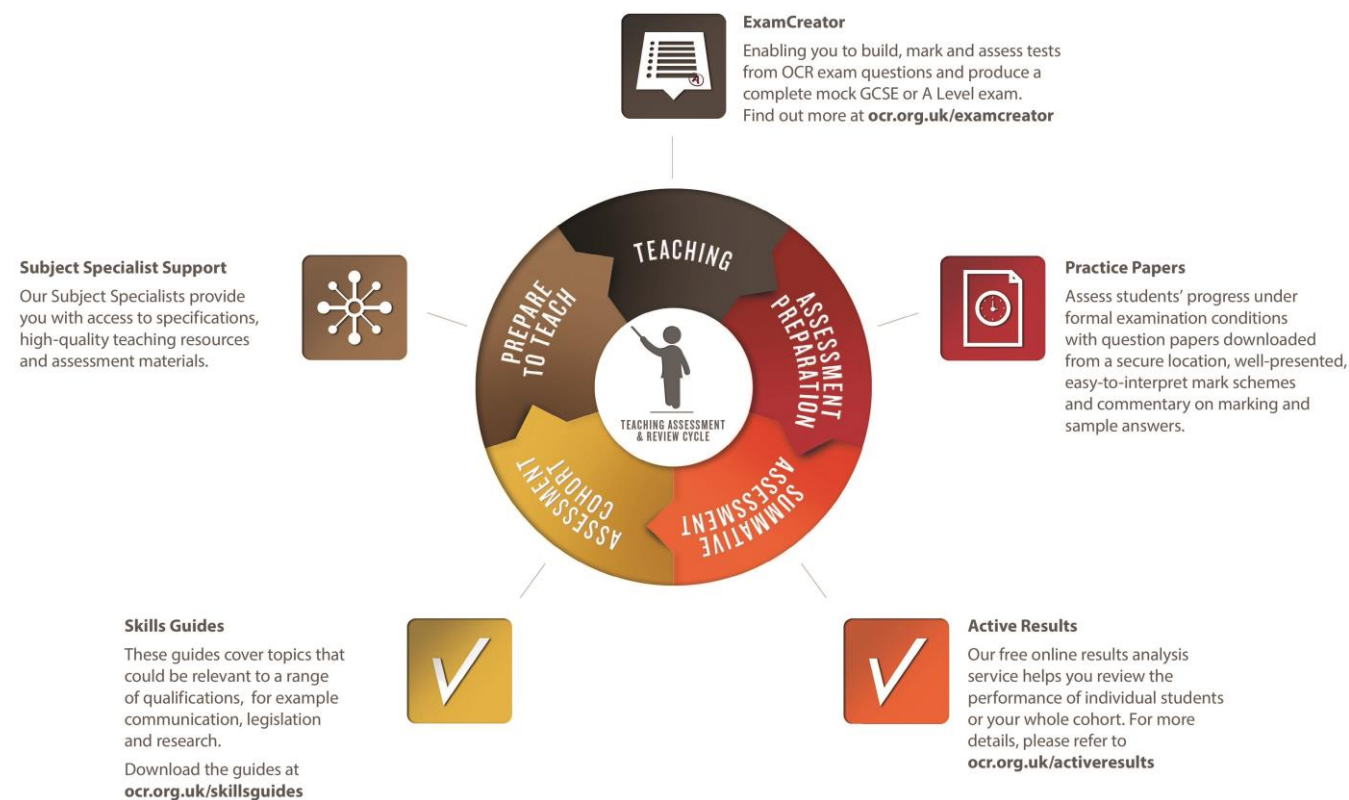 ExamCreator
Enabling you to build, mark and assess tests
from OCR exam questions and produce a
complete mock GCSE or A Level exam.
Find out more at ocr.org.uk/examcreator
Subject Specialist Support
Our Subject Specialists provide
you with access to specifications,
high-quality teaching resources
and assessment materials.
TEACHING
PREPARE
TO TEACH
ASSESSMENT
PREPARATION
TEACHING ASSESSMENT
& REVIEW CYCLE
ASSESSMENT
COHORT
SUMMATIVE
ASSESSMENT
Practice Papers
Assess students’ progress under
formal examination conditions
with question papers downloaded
from a secure location, well-presented,
easy-to-interpret mark schemes
and commentary on marking and
sample answers.
Skills Guides
These guides cover topics that
could be relevant to a range
of qualifications, for example
communication, legislation
and research.
Download the guides at
ocr.org.uk/skillsguides
Active Results
Our free online results analysis
service helps you review the
performance of individual students
or your whole cohort. For more
details, please refer to
ocr.org.uk/activeresults